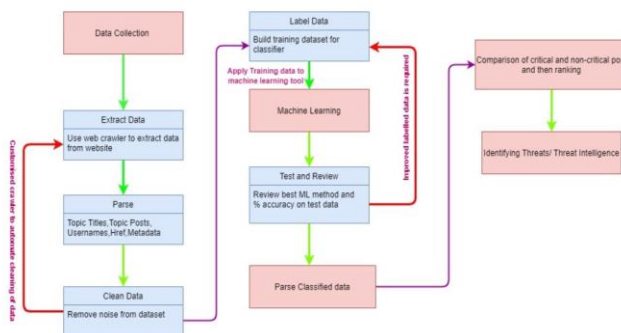 Data Collection
Extract Data
Use web crawler to extract data
from website
Parse
Topic Titles,Topic Posts,
Usernames,Href,Metadata
Clean Data
Remove noise from dataset
Customised crawler to automate cleaning of data
Label Data
Build training dataset for
classifier
Apply Training data to
machine learning tool
Machine Learning
Test and Review
Review best ML method and
% accuracy on test data
Improved labelled data is required
Parse Classified data
Comparison of critical and non-critical po
and then ranking
Identifying Threats/ Threat Intelligence